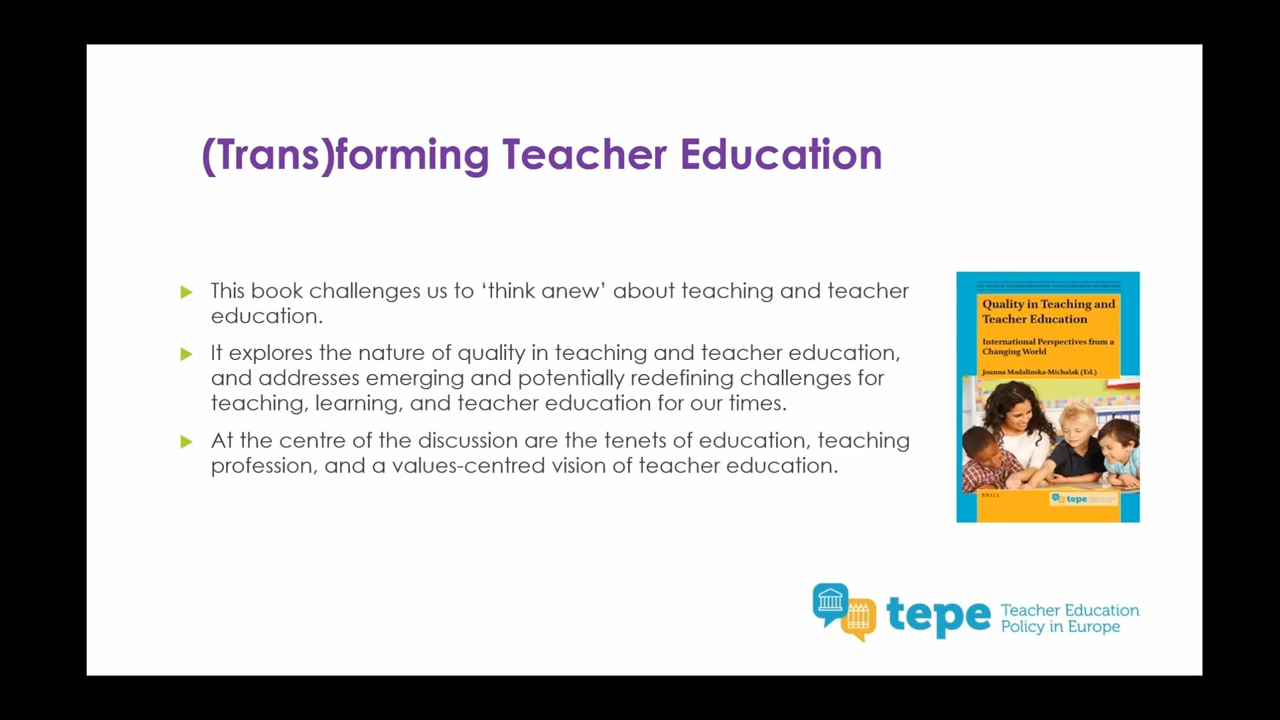 (Trans)forming Teacher Education
This book challenges us to ‘think anew’ about teaching and teacher
education.
It explores the nature of quality in teaching and teacher education,
and addresses emerging and potentially redefining challenges for
teaching, learning, and teacher education for our times.
At the centre of the discussion are the tenets of education, teaching
profession, and a values-centred vision of teacher education.
Quality in Teaching and
Teacher Education
International Perspectives from a
Changing World
Joanna Madalinska-Michalak (Ed.)
BRILL
tepe
tepe
Teacher Education
Policy in Europe